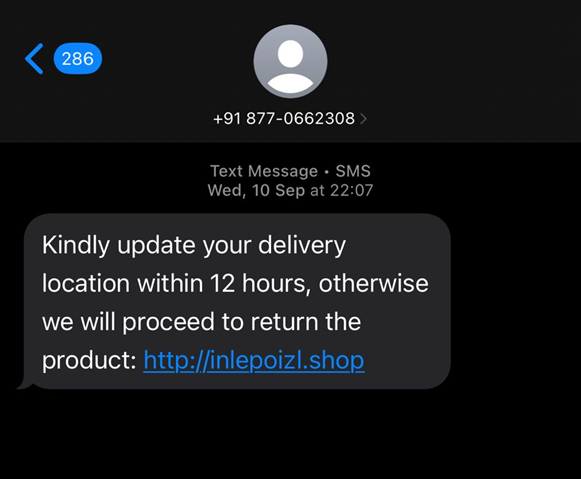 286
+91 877-0662308
Text Message • SMS
Wed, 10 Sep at 22:07
Kindly update your delivery
location within 12 hours, otherwise
we will proceed to return the
product: http://inlepoizl.shop